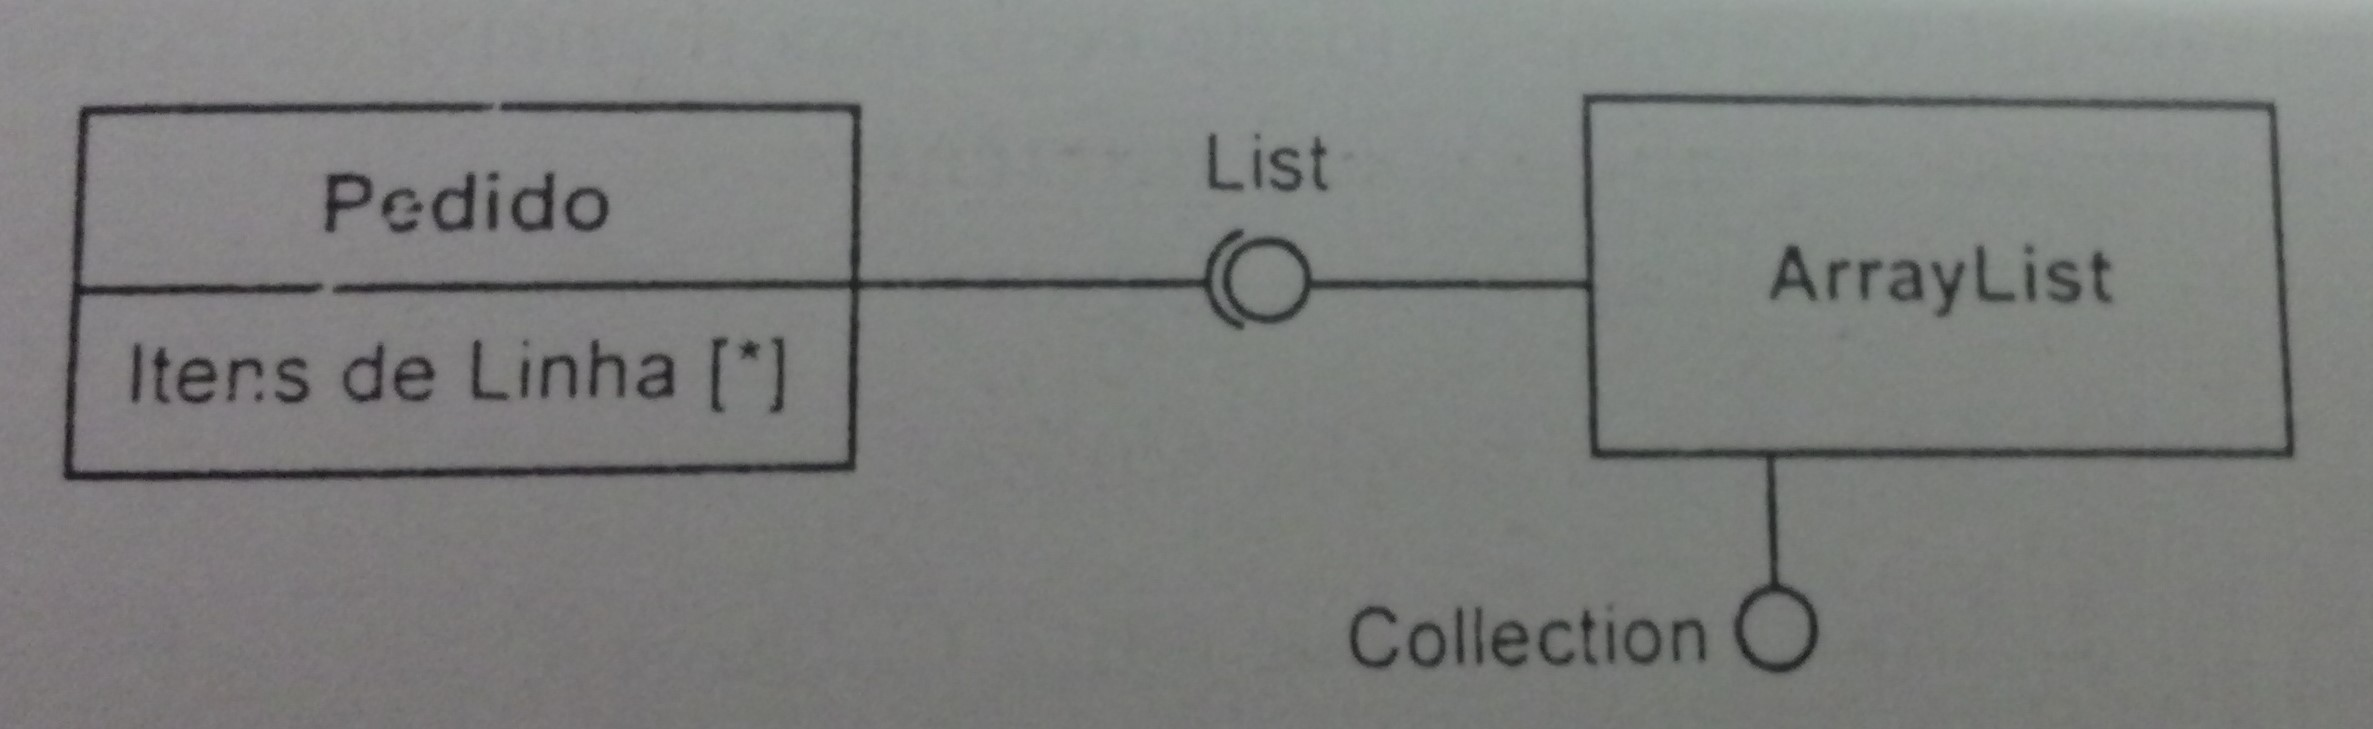 Pedido
Itens de Linha [*]
List
ArrayList
Collection